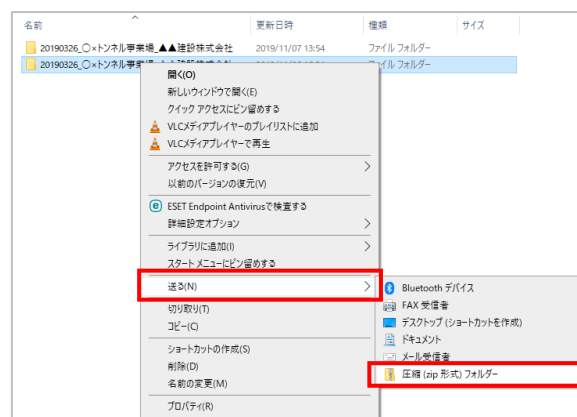 名前 更新日時 種類 サイズ
20190326_○×トンネル事業場_▲▲建設株式会社 2019/11/07 13:54 ファイル フォルダー
20190326_○×トンネル事業 ファイル フォルダー
開く(O)
新しいウィンドウで開く(E)
クイック アクセスにピン留めする
VLCメディアプレイヤーのプレイリストに追加
VLCメディアプレイヤーで再生
アクセスを許可する(G)
以前のバージョンの復元(V)
ESET Endpoint Antivirusで検査する
詳細設定オプション
ライブラリに追加(I)
スタート メニューにピン留めする
送る(N)
切り取り(T)
コピー(C)
ショートカットの作成(S)
削除(D)
名前の変更(M)
プロパティ(R)
Bluetooth デバイス
FAX 受信者
デスクトップ (ショートカットを作成)
ドキュメント
メール受信者
圧縮 (zip 形式) フォルダー